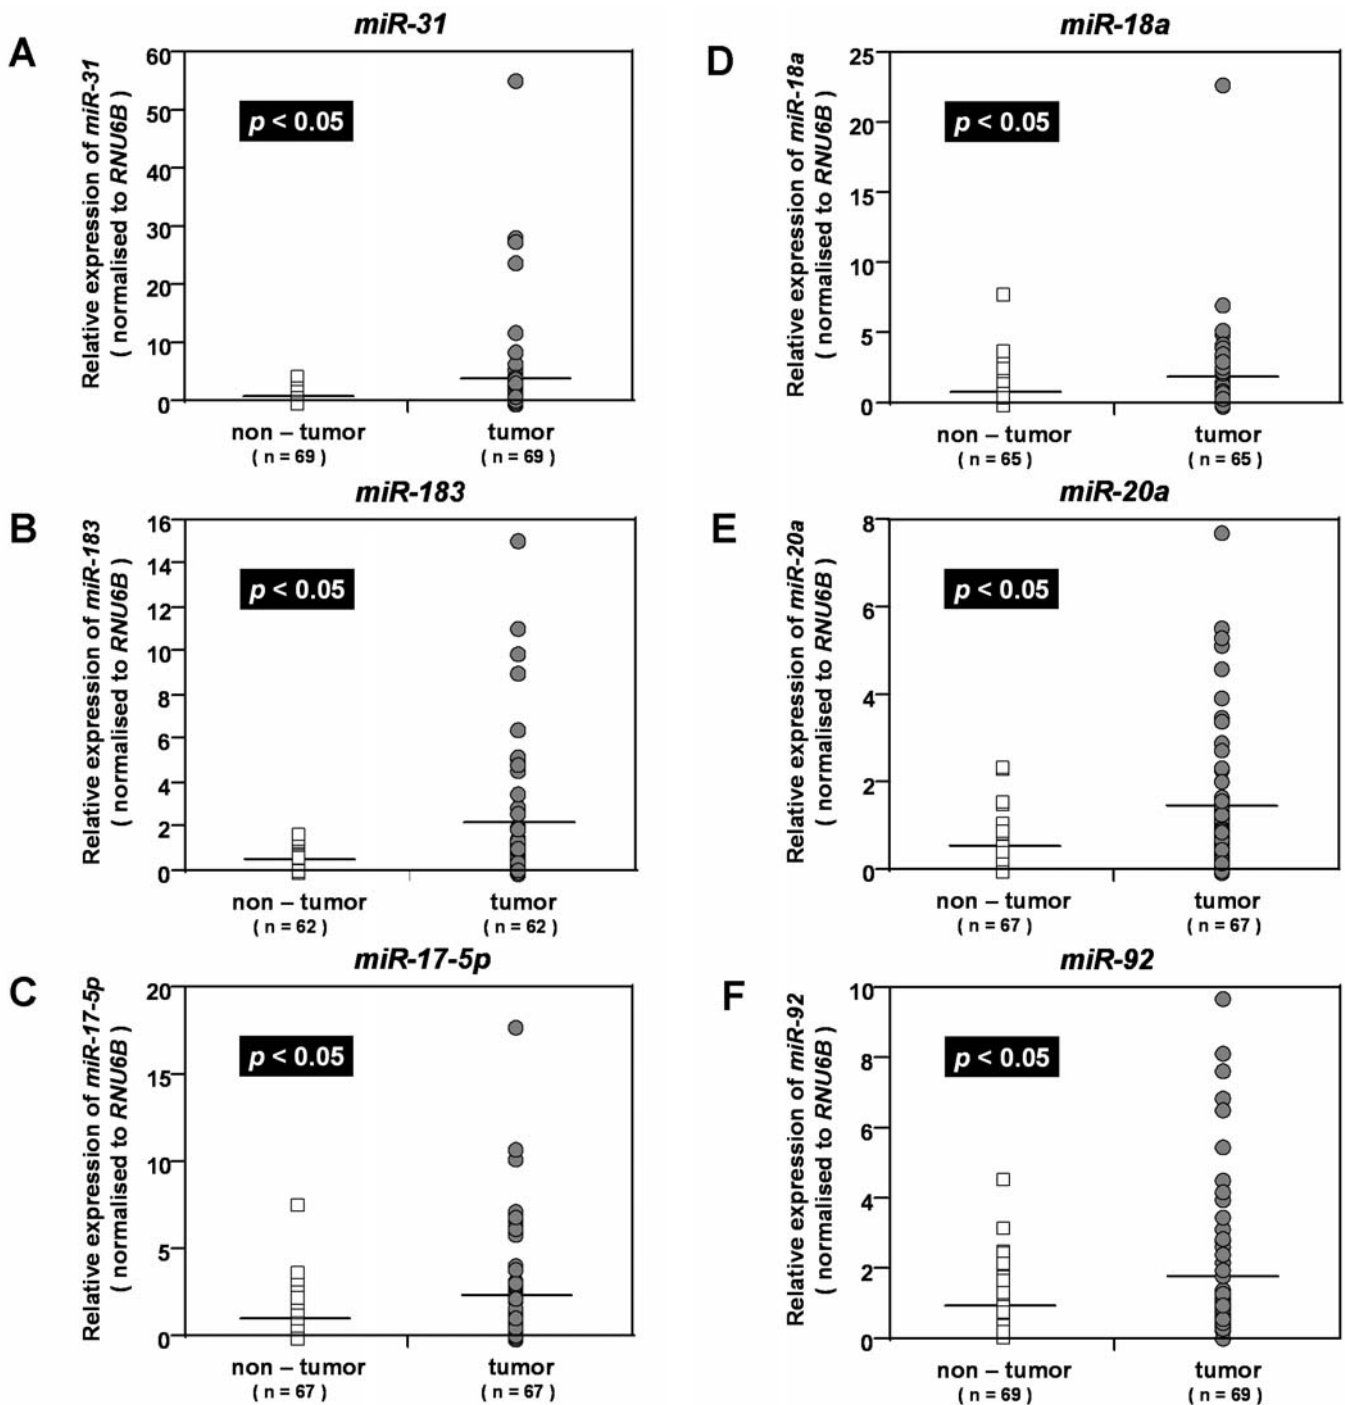 A
miR-31
Relative expression of miR-31
( normalised to RNU6B )
60
50
40
30
20
10
0
p < 0.05
non – tumor
( n = 69 )
tumor
( n = 69 )
B
miR-183
Relative expression of miR-183
( normalised to RNU6B )
16
14
12
10
8
6
4
2
0
p < 0.05
non – tumor
( n = 62 )
tumor
( n = 62 )
C
miR-17-5p
Relative expression of miR-17-5p
( normalised to RNU6B )
20
15
10
5
0
p < 0.05
non – tumor
( n = 67 )
tumor
( n = 67 )
D
miR-18a
Relative expression of miR-18a
( normalised to RNU6B )
25
20
15
10
5
0
p < 0.05
non – tumor
( n = 65 )
tumor
( n = 65 )
E
miR-20a
Relative expression of miR-20a
( normalised to RNU6B )
8
6
4
2
0
p < 0.05
non – tumor
( n = 67 )
tumor
( n = 67 )
F
miR-92
Relative expression of miR-92
( normalised to RNU6B )
10
8
6
4
2
0
p < 0.05
non – tumor
( n = 69 )
tumor
( n = 69 )